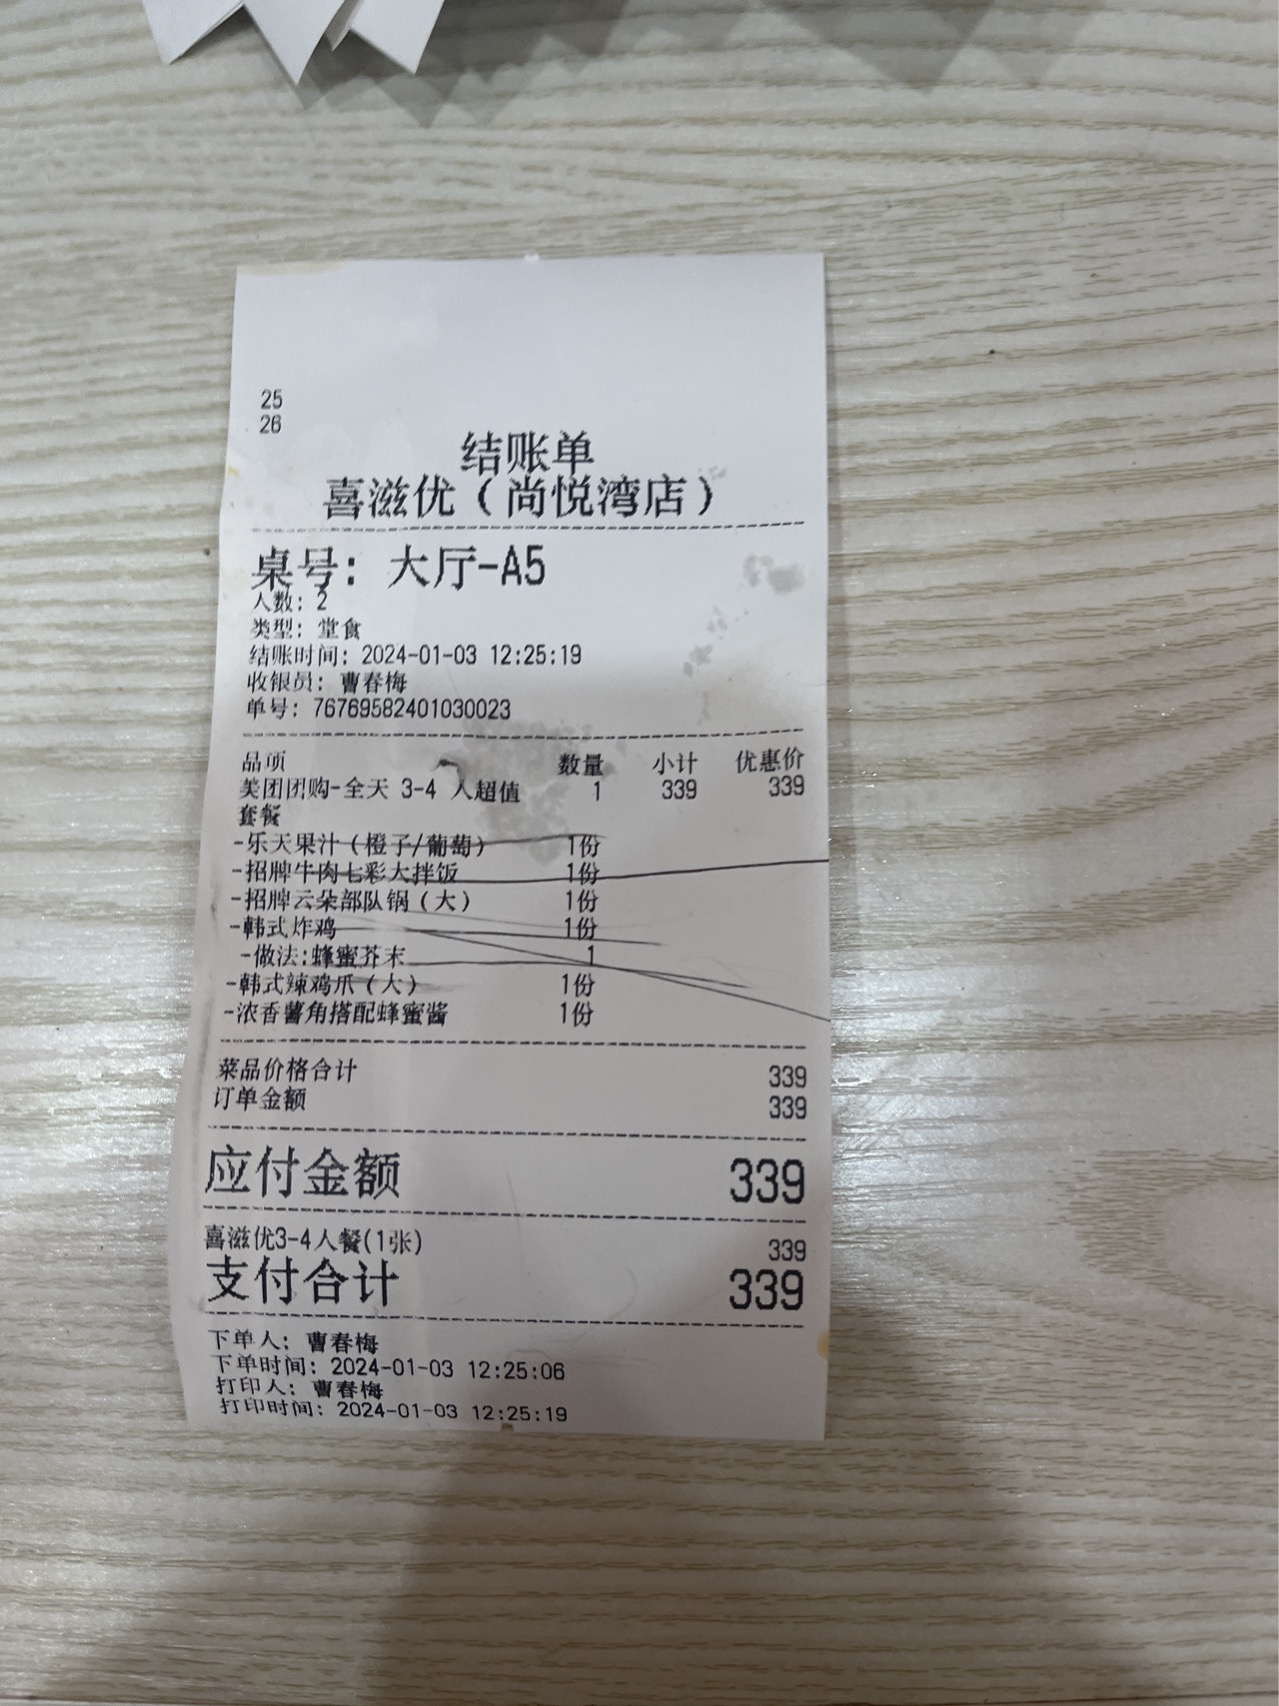 25
26
结账单
喜滋优（尚悦湾店）
桌号：大厅-A5
人数：2
类型：堂食
结账时间：2024-01-03 12:25:19
收银员：曹春梅
单号：76769582401030023
品项 数量 小计 优惠价
美团团购-全天 3-4 人超值 1 339 339
套餐
-乐天果汁（橙子/葡萄） 1份
-招牌牛肉七彩大拌饭 1份
-招牌云朵部队锅（大） 1份
-韩式炸鸡 1份
-做法:蜂蜜芥末 1
-韩式辣鸡爪（大） 1份
-浓香薯角搭配蜂蜜酱 1份
菜品价格合计 339
订单金额 339
应付金额 339
喜滋优3-4人餐(1张) 339
支付合计 339
下单人：曹春梅
下单时间：2024-01-03 12:25:06
打印人：曹春梅
打印时间：2024-01-03 12:25:19